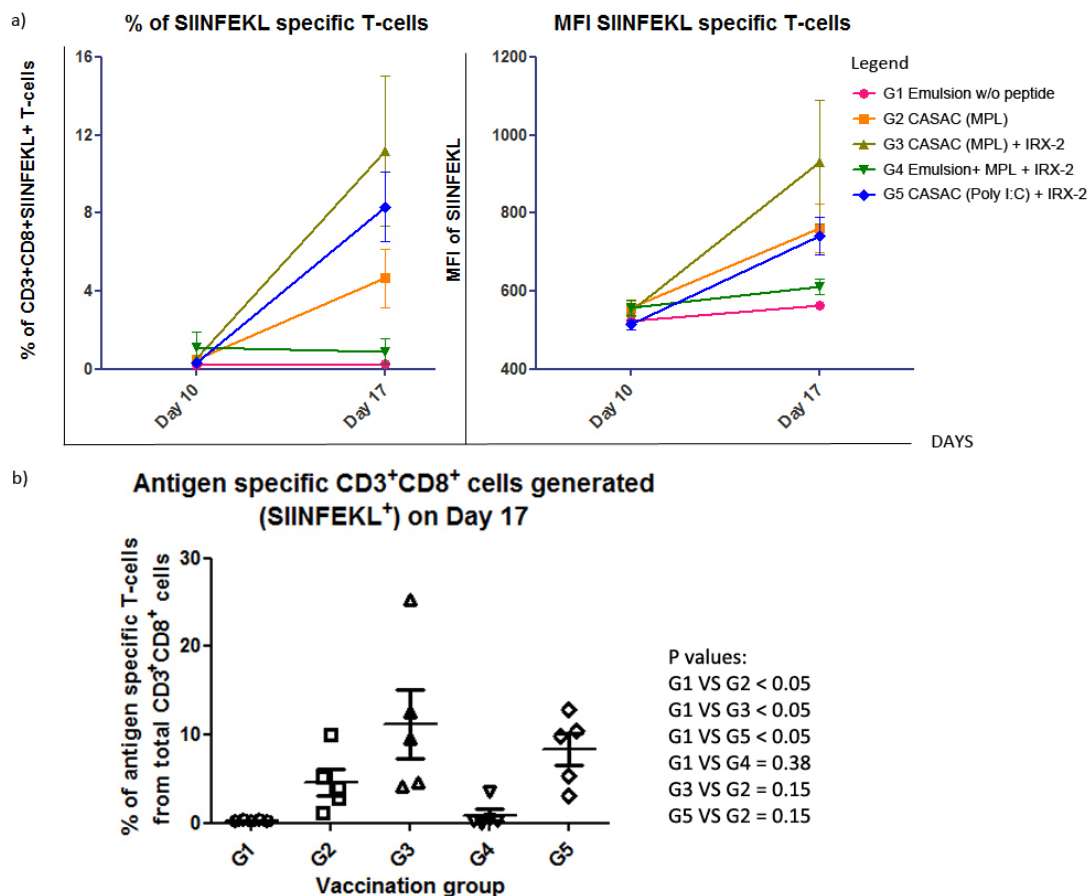 a)
% of SIINFEKL specific T-cells
% of CD3+CD8+SIINFEKL+ T-cells
16
12
8
4
0
Day 10
Day 17
MFI SIINFEKL specific T-cells
MFI of SIINFEKL
1200
1000
800
600
400
Day 10
Day 17
DAYS
Legend
G1 Emulsion w/o peptide
G2 CASAC (MPL)
G3 CASAC (MPL) + IRX-2
G4 Emulsion+ MPL + IRX-2
G5 CASAC (Poly I:C) + IRX-2
b)
Antigen specific CD3⁺CD8⁺ cells generated
(SIINFEKL⁺) on Day 17
% of antigen specific T-cells
from total CD3⁺CD8⁺ cells
30
20
10
0
G1
G2
G3
G4
G5
Vaccination group
P values:
G1 VS G2 < 0.05
G1 VS G3 < 0.05
G1 VS G5 < 0.05
G1 VS G4 = 0.38
G3 VS G2 = 0.15
G5 VS G2 = 0.15